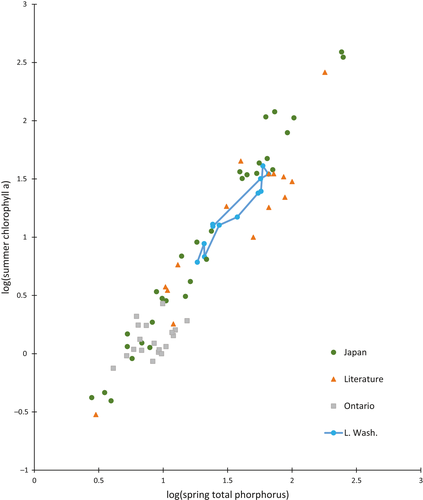 3
2.5
2
1.5
1
0.5
0
−0.5
−1
0
0.5
1
1.5
2
2.5
3
log(summer chlorophyll a)
log(spring total phorphorus)
Japan
Literature
Ontario
L. Wash.